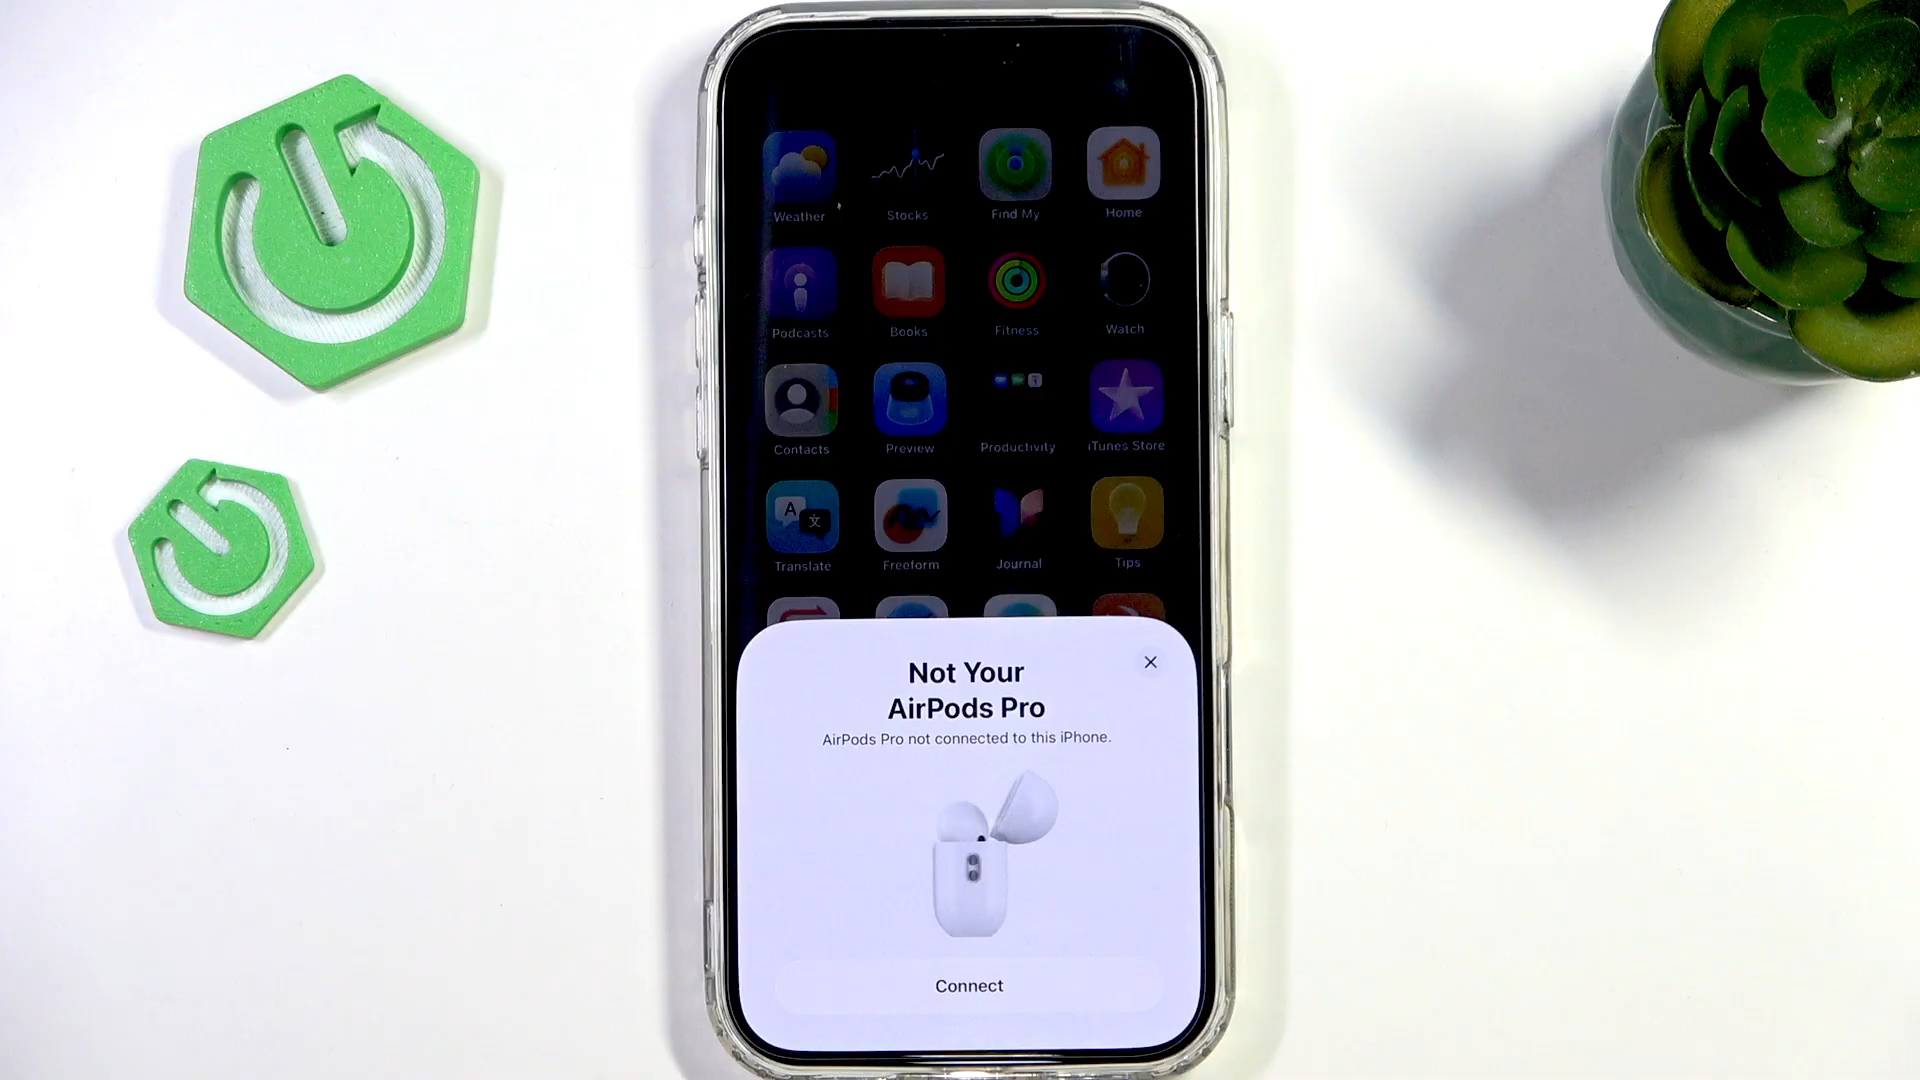 Weather Stocks Find My Home
Podcasts Books Fitness Watch
Contacts Preview Productivity iTunes Store
A 文
Translate Freeform Journal Tips
Not Your
AirPods Pro
AirPods Pro not connected to this iPhone.
Connect